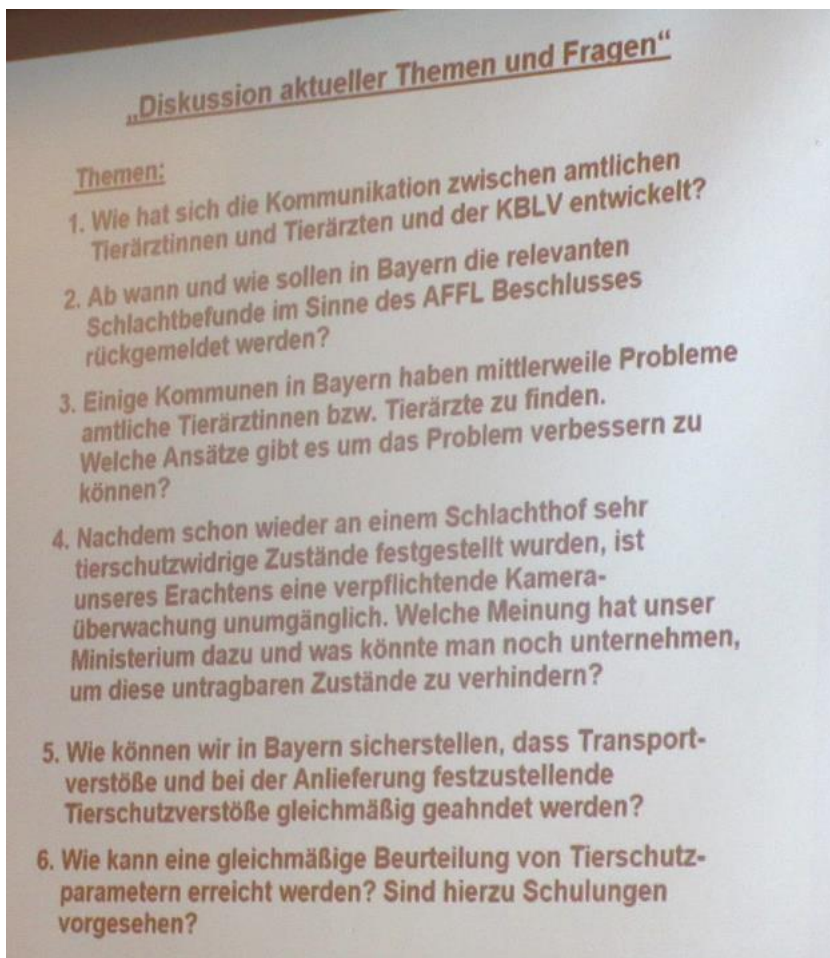 „Diskussion aktueller Themen und Fragen“
Themen:
1. Wie hat sich die Kommunikation zwischen amtlichen
Tierärztinnen und Tierärzten und der KBLV entwickelt?
2. Ab wann und wie sollen in Bayern die relevanten
Schlachtbefunde im Sinne des AFFL Beschlusses
rückgemeldet werden?
3. Einige Kommunen in Bayern haben mittlerweile Probleme
amtliche Tierärztinnen bzw. Tierärzte zu finden.
Welche Ansätze gibt es um das Problem verbessern zu
können?
4. Nachdem schon wieder an einem Schlachthof sehr
tierschutzwidrige Zustände festgestellt wurden, ist
unseres Erachtens eine verpflichtende Kamera-
überwachung unumgänglich. Welche Meinung hat unser
Ministerium dazu und was könnte man noch unternehmen,
um diese untragbaren Zustände zu verhindern?
5. Wie können wir in Bayern sicherstellen, dass Transport-
verstöße und bei der Anlieferung festzustellende
Tierschutzverstöße gleichmäßig geahndet werden?
6. Wie kann eine gleichmäßige Beurteilung von Tierschutz-
parametern erreicht werden? Sind hierzu Schulungen
vorgesehen?